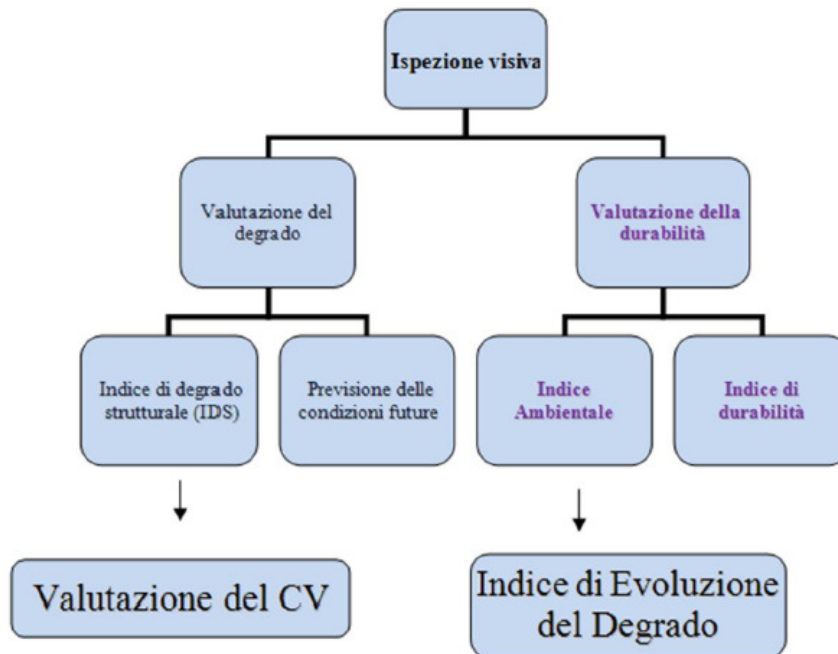 Ispezione visiva
Valutazione del
degrado
Valutazione della
durabilità
Indice di degrado
strutturale (IDS)
Previsione delle
condizioni future
Indice
Ambientale
Indice di
durabilità
Valutazione del CV
Indice di Evoluzione
del Degrado